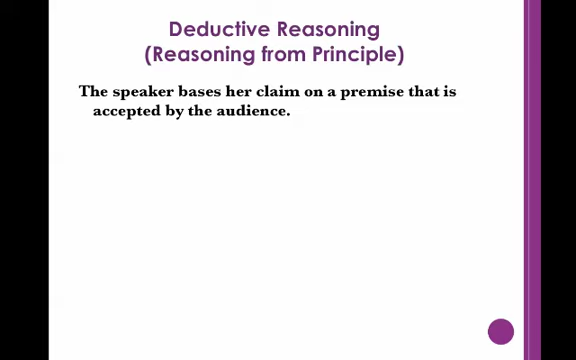 Deductive Reasoning
(Reasoning from Principle)
The speaker bases her claim on a premise that is
accepted by the audience.